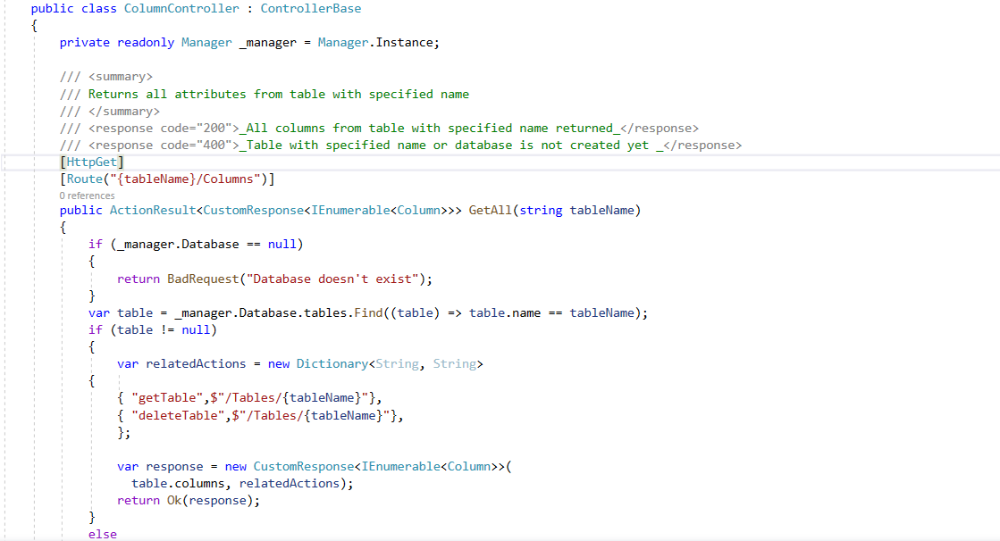 public class ColumnController : ControllerBase
{
private readonly Manager _manager = Manager.Instance;
/// <summary>
/// Returns all attributes from table with specified name
/// </summary>
/// <response code="200">_All columns from table with specified name returned_</response>
/// <response code="400">_Table with specified name or database is not created yet _</response>
[HttpGet]
[Route("{tableName}/Columns")]
0 references
public ActionResult<CustomResponse<IEnumerable<Column>>> GetAll(string tableName)
{
if (_manager.Database == null)
{
return BadRequest("Database doesn't exist");
}
var table = _manager.Database.tables.Find((table) => table.name == tableName);
if (table != null)
{
var relatedActions = new Dictionary<String, String>
{
{ "getTable",$"/Tables/{tableName}"},
{ "deleteTable",$"/Tables/{tableName}"},
};
var response = new CustomResponse<IEnumerable<Column>>(
table.columns, relatedActions);
return Ok(response);
}
else